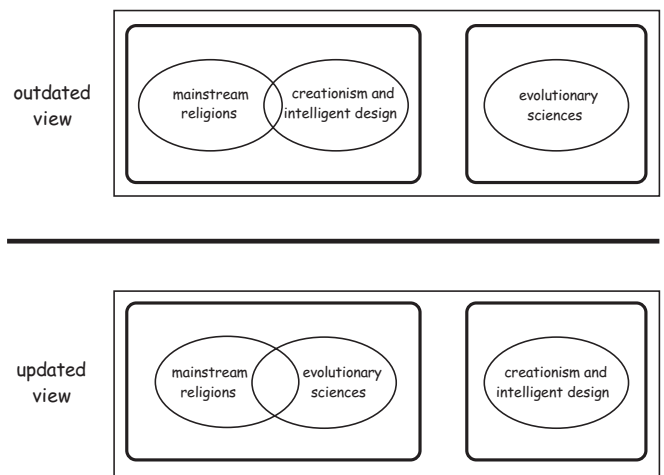 outdated
view
mainstream
religions
creationism and
intelligent design
evolutionary
sciences
updated
view
mainstream
religions
evolutionary
sciences
creationism and
intelligent design